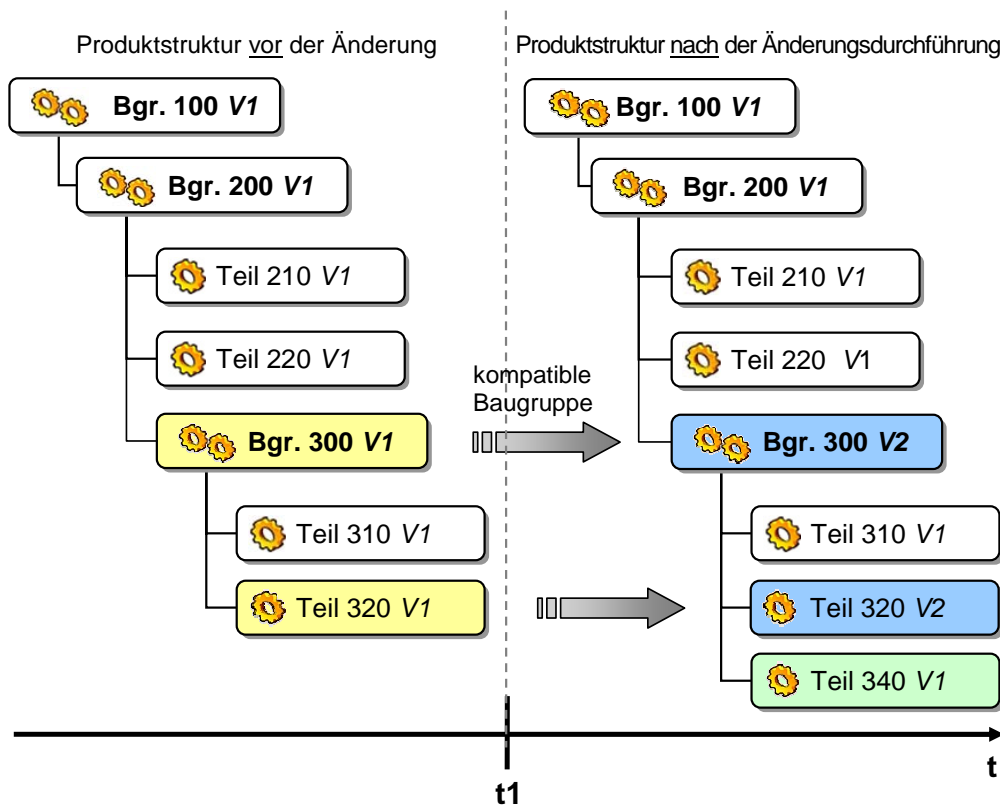 Produktstruktur vor der Änderung
Bgr. 100 V1
Bgr. 200 V1
Teil 210 V1
Teil 220 V1
Bgr. 300 V1
Teil 310 V1
Teil 320 V1
kompatible
Baugruppe
Produktstruktur nach der Änderungsdurchführung
Bgr. 100 V1
Bgr. 200 V1
Teil 210 V1
Teil 220 V1
Bgr. 300 V2
Teil 310 V1
Teil 320 V2
Teil 340 V1
t1
t